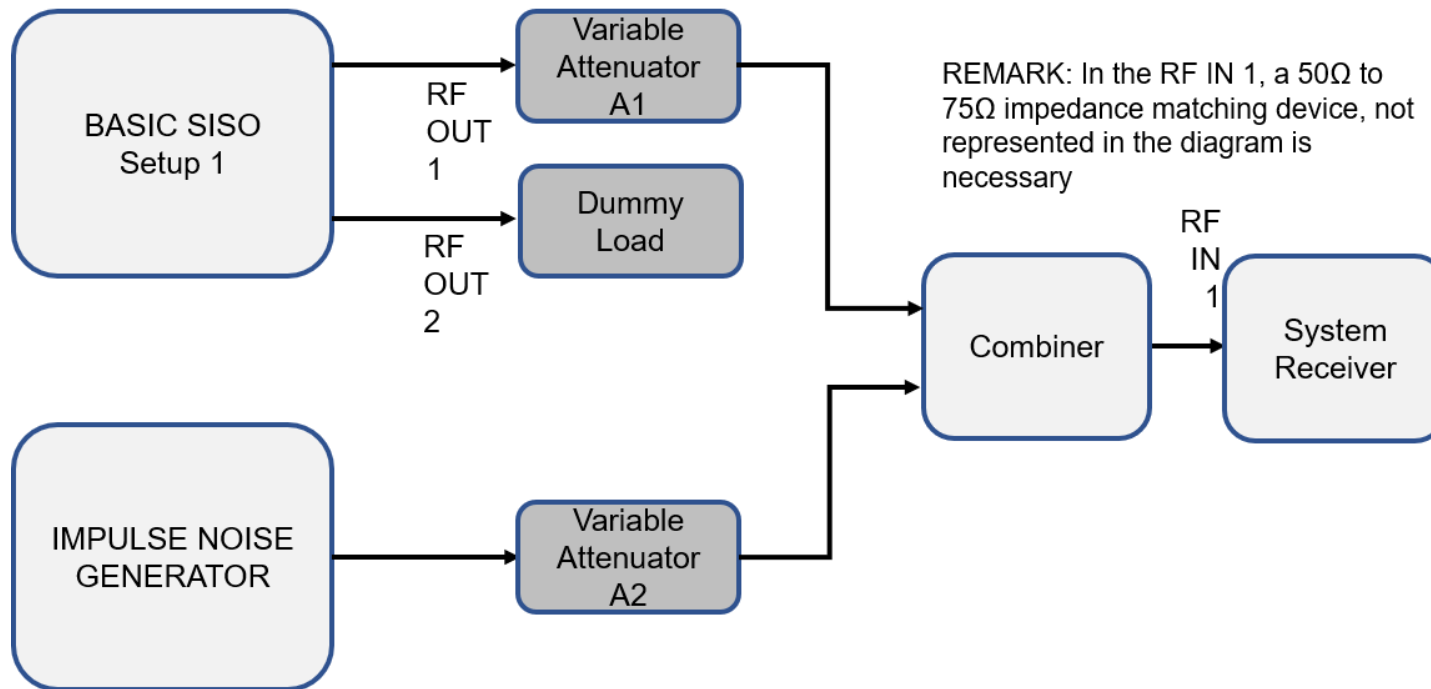 BASIC SISO
Setup 1
RF
OUT
1
RF
OUT
2
Variable
Attenuator
A1
Dummy
Load
REMARK: In the RF IN 1, a 50Ω to
75Ω impedance matching device, not
represented in the diagram is
necessary
RF
IN
1
Combiner
System
Receiver
IMPULSE NOISE
GENERATOR
Variable
Attenuator
A2